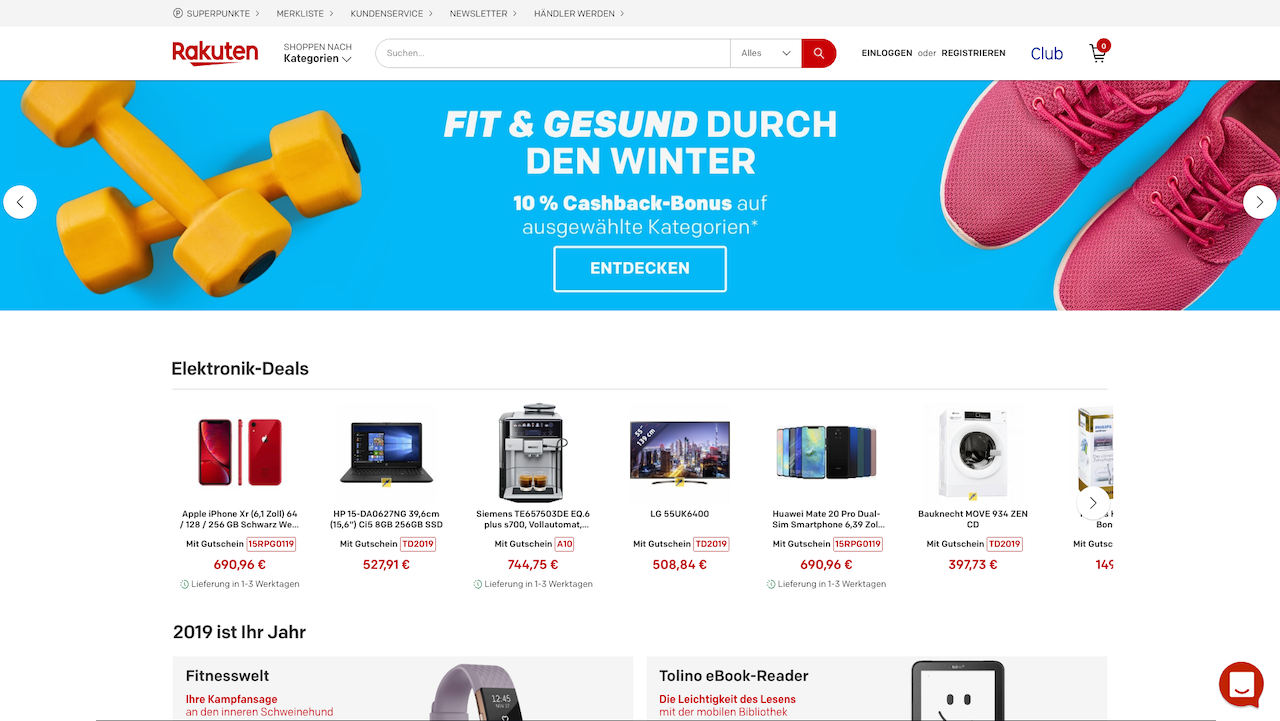 SUPERPUNKTE
MERKLISTE
KUNDENSERVICE
NEWSLETTER
HÄNDLER WERDEN
Rakuten
SHOPPEN NACH
Kategorien
Suchen...
Alles
EINLOGGEN oder REGISTRIEREN
Club
0
FIT & GESUND DURCH
DEN WINTER
10 % Cashback-Bonus auf
ausgewählte Kategorien*
ENTDECKEN
Elektronik-Deals
Apple iPhone Xr (6,1 Zoll) 64
/ 128 / 256 GB Schwarz We...
Mit Gutschein 15RPG0119
690,96 €
Lieferung in 1-3 Werktagen
HP 15-DA0627NG 39,6cm
(15,6") Ci5 8GB 256GB SSD
Mit Gutschein TD2019
527,91 €
Siemens TE657503DE EQ.6
plus s700, Vollautomat,...
Mit Gutschein A10
744,75 €
Lieferung in 1-3 Werktagen
55"
139 cm
LG 55UK6400
Mit Gutschein TD2019
508,84 €
Huawei Mate 20 Pro Dual-
Sim Smartphone 6,39 Zol...
Mit Gutschein 15RPG0119
690,96 €
Lieferung in 1-3 Werktagen
Bauknecht MOVE 934 ZEN
CD
Mit Gutschein TD2019
397,73 €
Bon
Mit Gutsc
149
2019 ist Ihr Jahr
Fitnesswelt
Ihre Kampfansage
an den inneren Schweinehund
12:45
Tolino eBook-Reader
Die Leichtigkeit des Lesens
mit der mobilen Bibliothek